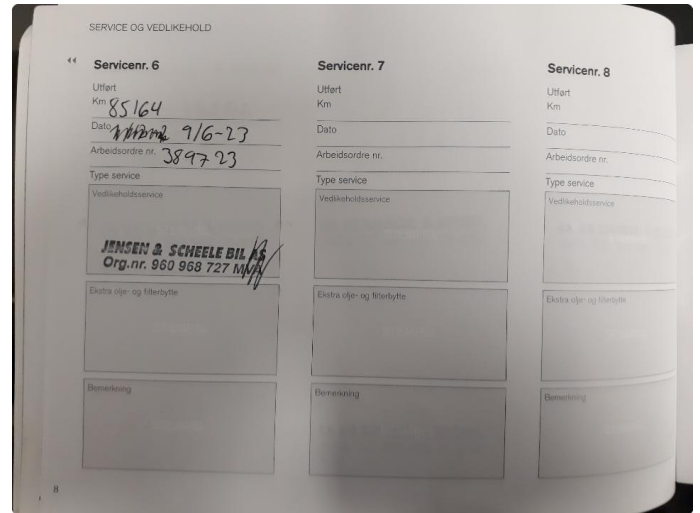 SERVICE OG VEDLIKEHOLD
Servicenr. 6
Utført
Km 85164
Dato 9/6-23
Arbeidsordre nr. 389723
Type service
Vedlikeholdsservice
JENSEN & SCHEELE BIL AS
Org.nr. 960 968 727 MVA
Ekstra olje- og filterbytte
Bemerkning
Servicenr. 7
Utført
Km
Dato
Arbeidsordre nr.
Type service
Vedlikeholdsservice
Ekstra olje- og filterbytte
Bemerkning
Servicenr. 8
Utført
Km
Dato
Arbeidsordre nr.
Type service
Vedlikeholdsservice
Ekstra olje- og filterbytte
Bemerkning
8